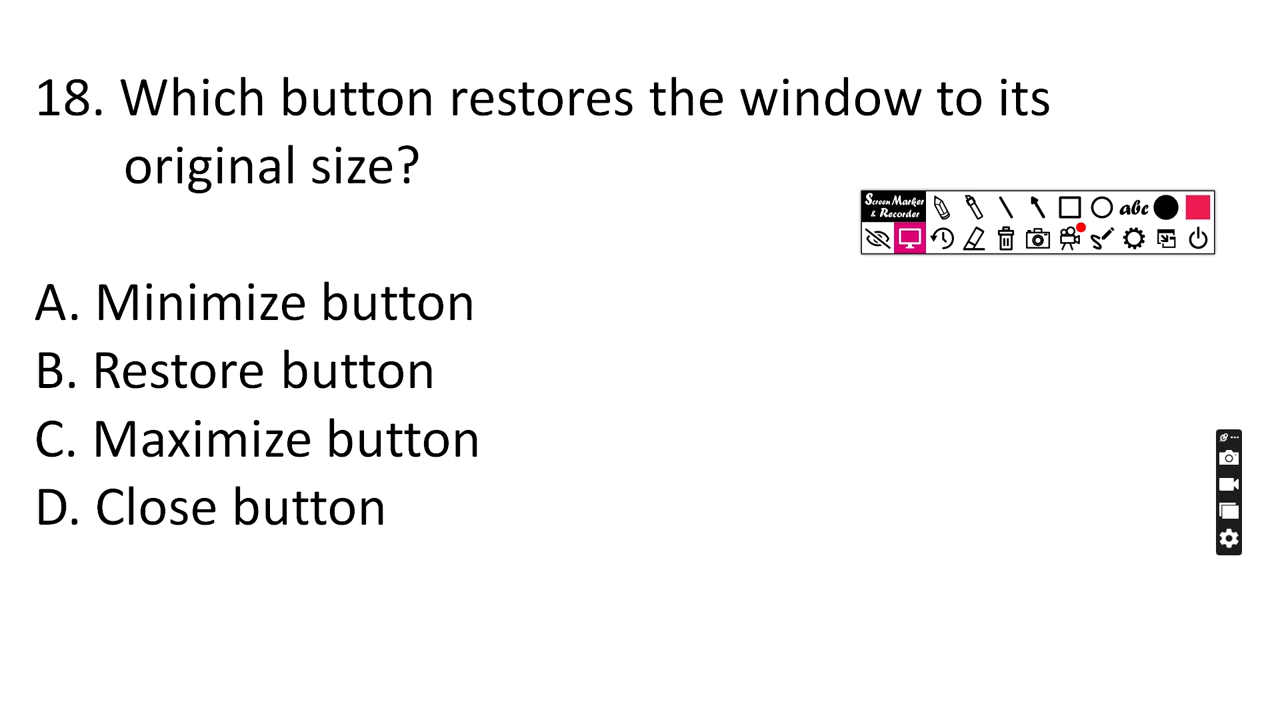 18. Which button restores the window to its
original size?
Screen Marker
& Recorder
abc
A. Minimize button
B. Restore button
C. Maximize button
D. Close button